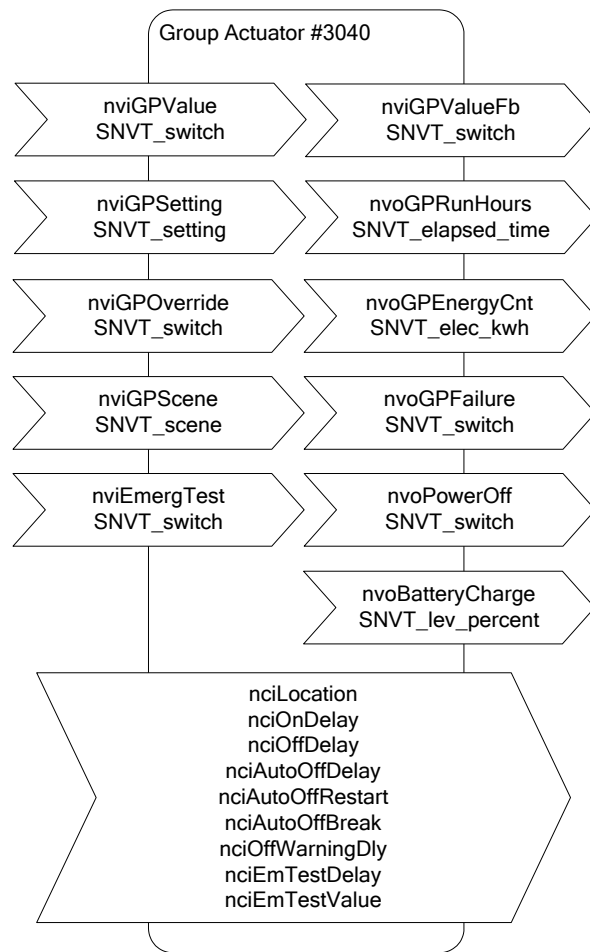 Group Actuator #3040
nviGPValue
SNVT_switch
nviGPValueFb
SNVT_switch
nviGPSetting
SNVT_setting
nvoGPRunHours
SNVT_elapsed_time
nviGPOverride
SNVT_switch
nvoGPEnergyCnt
SNVT_elec_kwh
nviGPScene
SNVT_scene
nvoGPFailure
SNVT_switch
nviEmergTest
SNVT_switch
nvoPowerOff
SNVT_switch
nvoBatteryCharge
SNVT_lev_percent
nciLocation
nciOnDelay
nciOffDelay
nciAutoOffDelay
nciAutoOffRestart
nciAutoOffBreak
nciOffWarningDly
nciEmTestDelay
nciEmTestValue